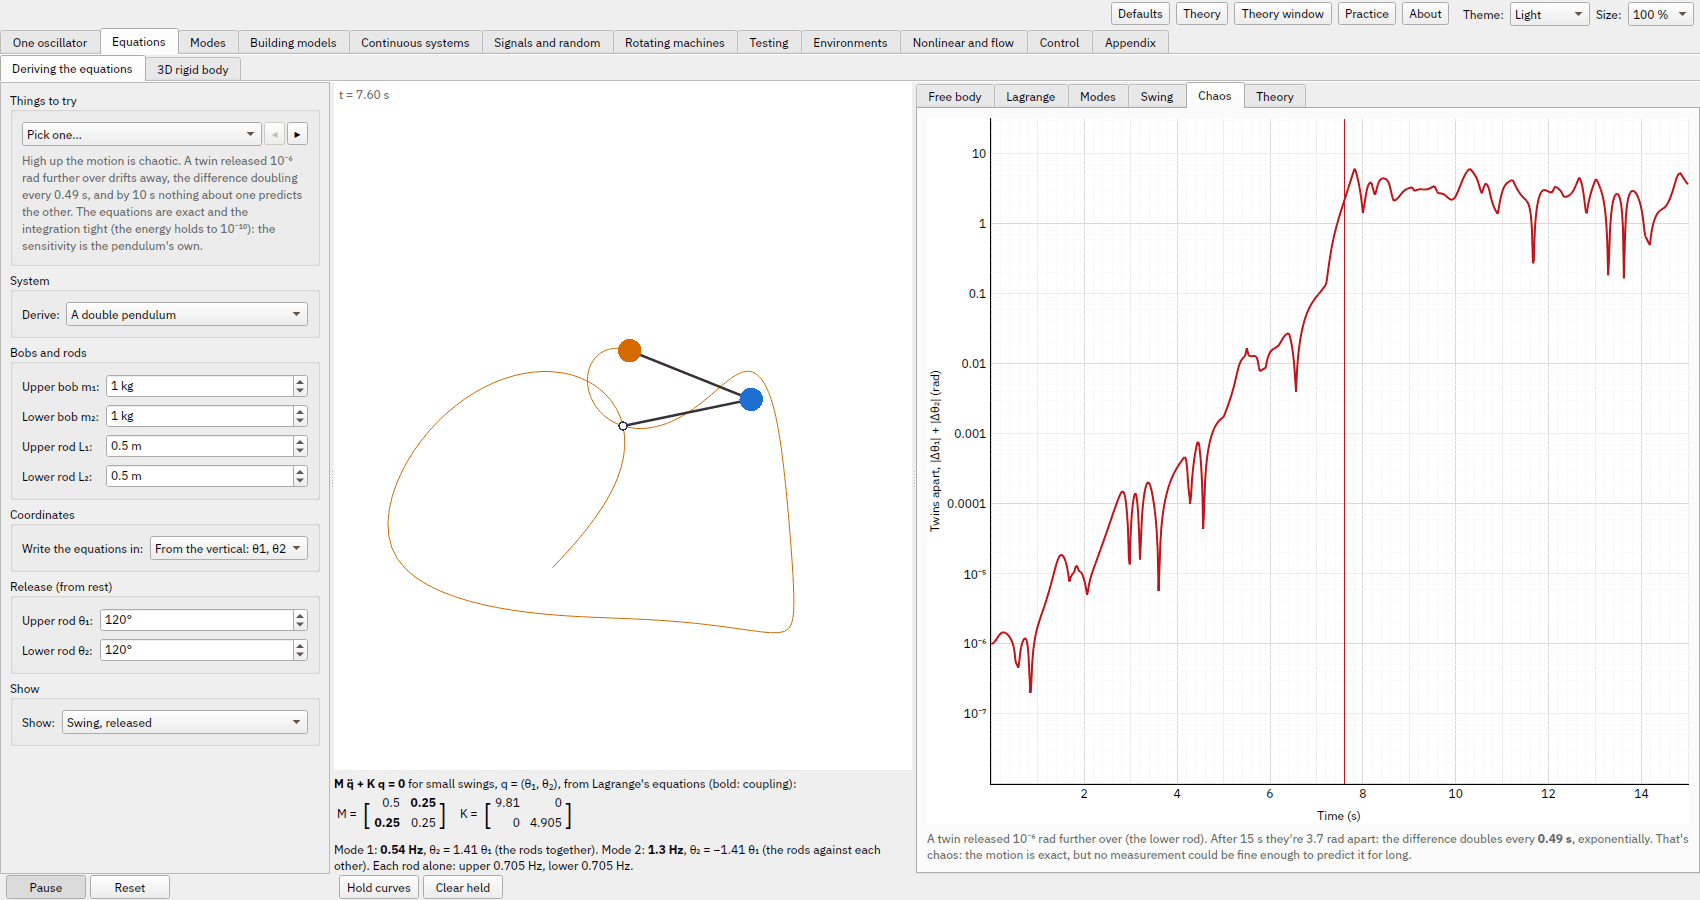 Defaults Theory Theory window Practice About Theme: Light Size: 100 %
One oscillator Equations Modes Building models Continuous systems Signals and random Rotating machines Testing Environments Nonlinear and flow Control Appendix
Deriving the equations 3D rigid body
Things to try
Pick one...
High up the motion is chaotic. A twin released 10⁻⁶
rad further over drifts away, the difference doubling
every 0.49 s, and by 10 s nothing about one predicts
the other. The equations are exact and the
integration tight (the energy holds to 10⁻¹⁰): the
sensitivity is the pendulum's own.
System
Derive: A double pendulum
Bobs and rods
Upper bob m₁: 1 kg
Lower bob m₂: 1 kg
Upper rod L₁: 0.5 m
Lower rod L₂: 0.5 m
Coordinates
Write the equations in: From the vertical: θ1, θ2
Release (from rest)
Upper rod θ₁: 120°
Lower rod θ₂: 120°
Show
Show: Swing, released
Pause Reset
t = 7.60 s
M q̈ + K q = 0 for small swings, q = (θ₁, θ₂), from Lagrange's equations (bold: coupling):
M = [ 0.5 0.25 ] K = [ 9.81 0 ]
0.25 0.25 0 4.905
Mode 1: 0.54 Hz, θ₂ = 1.41 θ₁ (the rods together). Mode 2: 1.3 Hz, θ₂ = −1.41 θ₁ (the rods against each
other). Each rod alone: upper 0.705 Hz, lower 0.705 Hz.
Hold curves Clear held
Free body Lagrange Modes Swing Chaos Theory
Twins apart, |Δθ₁| + |Δθ₂| (rad)
10
1
0.1
0.01
0.001
0.0001
10⁻⁵
10⁻⁶
10⁻⁷
2 4 6 8 10 12 14
Time (s)
A twin released 10⁻⁶ rad further over (the lower rod). After 15 s they're 3.7 rad apart: the difference doubles every 0.49 s, exponentially. That's
chaos: the motion is exact, but no measurement could be fine enough to predict it for long.